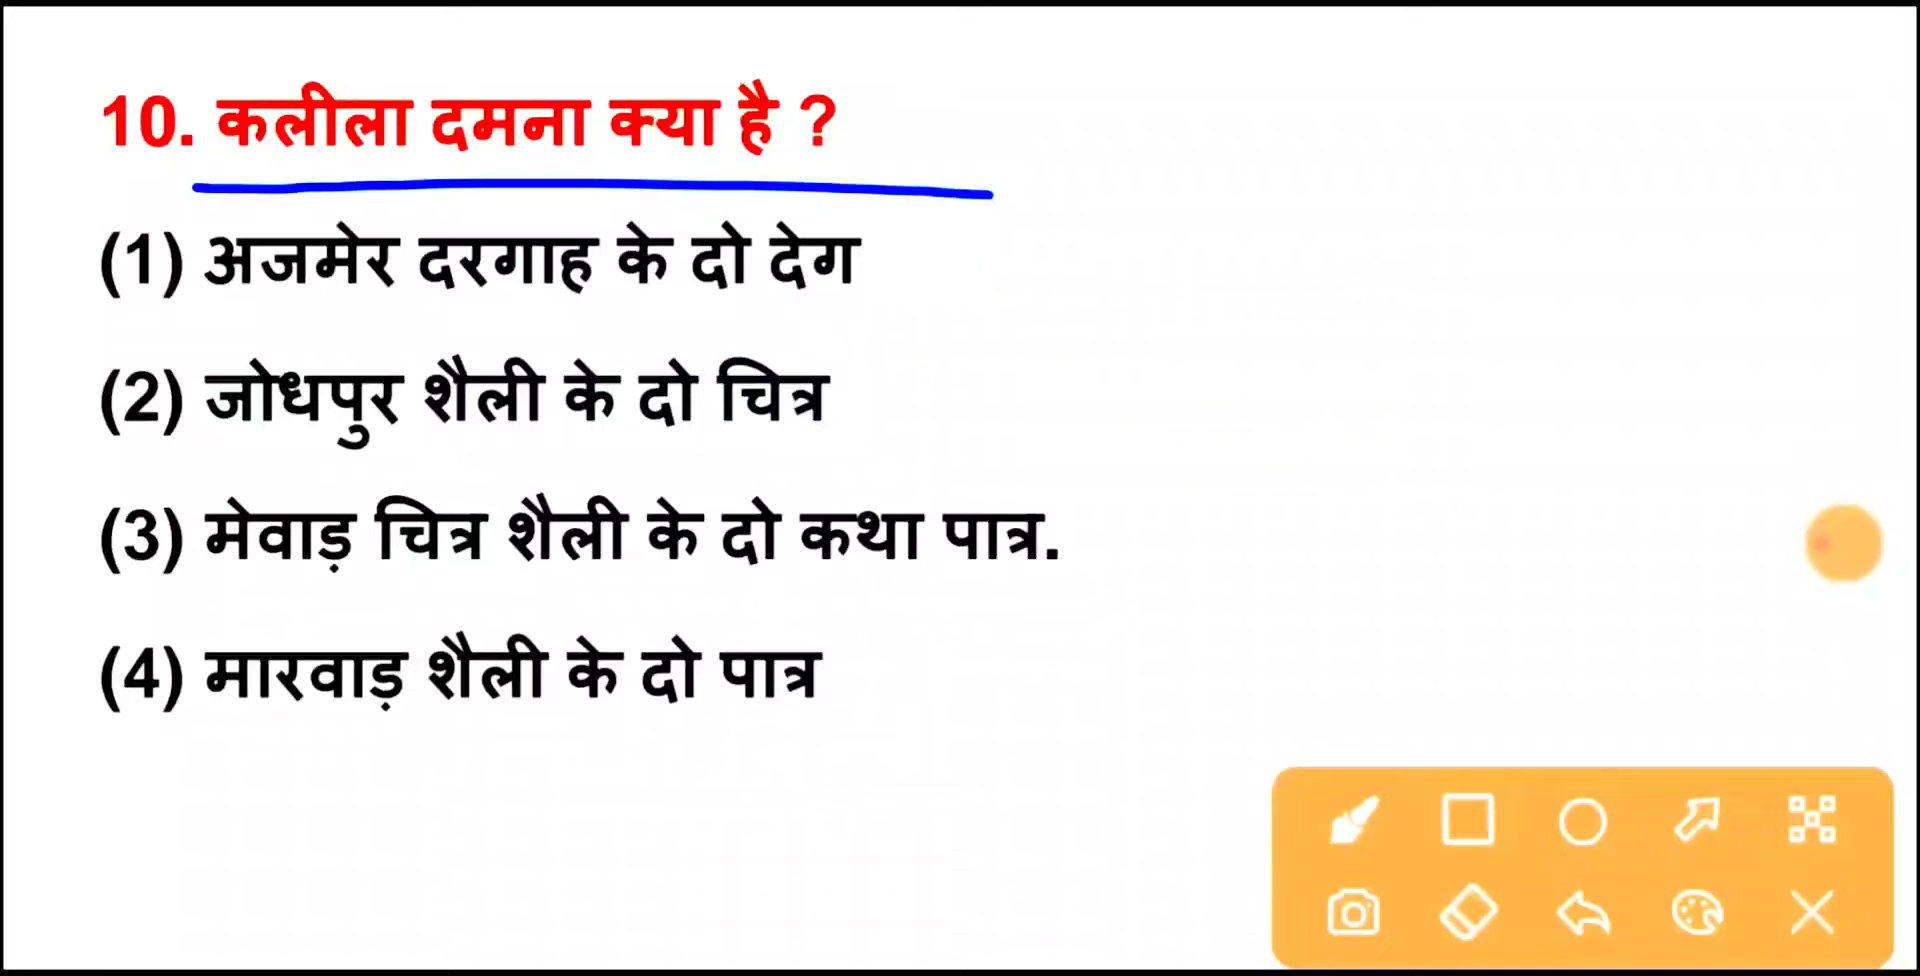 10. कलीला दमना क्या है ?
(1) अजमेर दरगाह के दो देग
(2) जोधपुर शैली के दो चित्र
(3) मेवाड़ चित्र शैली के दो कथा पात्र.
(4) मारवाड़ शैली के दो पात्र